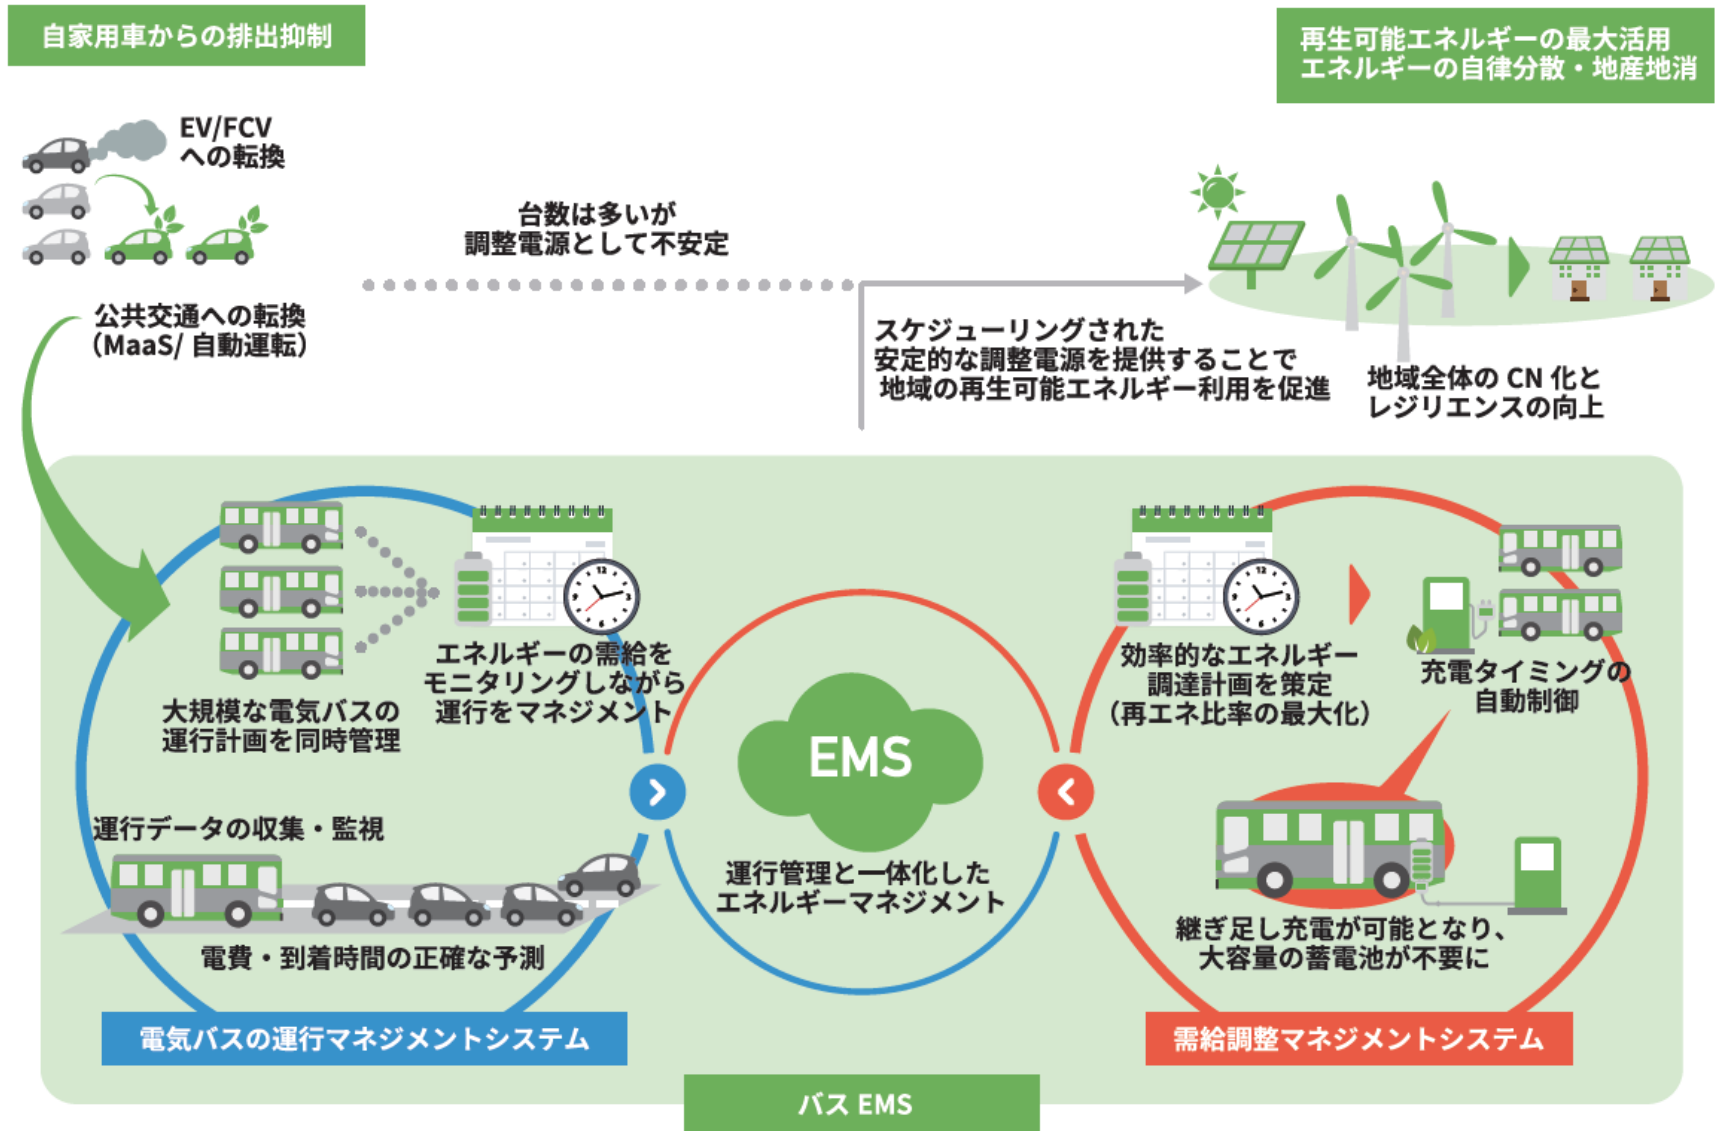 自家用車からの排出抑制
再生可能エネルギーの最大活用
エネルギーの自律分散・地産地消
EV/FCV
への転換
台数は多いが
調整電源として不安定
公共交通への転換
（MaaS/ 自動運転）
スケジューリングされた
安定的な調整電源を提供することで
地域の再生可能エネルギー利用を促進
地域全体の CN 化と
レジリエンスの向上
大規模な電気バスの
運行計画を同時管理
エネルギーの需給を
モニタリングしながら
運行をマネジメント
運行データの収集・監視
電費・到着時間の正確な予測
電気バスの運行マネジメントシステム
EMS
運行管理と一体化した
エネルギーマネジメント
効率的なエネルギー
調達計画を策定
（再エネ比率の最大化）
充電タイミングの
自動制御
継ぎ足し充電が可能となり、
大容量の蓄電池が不要に
需給調整マネジメントシステム
バス EMS